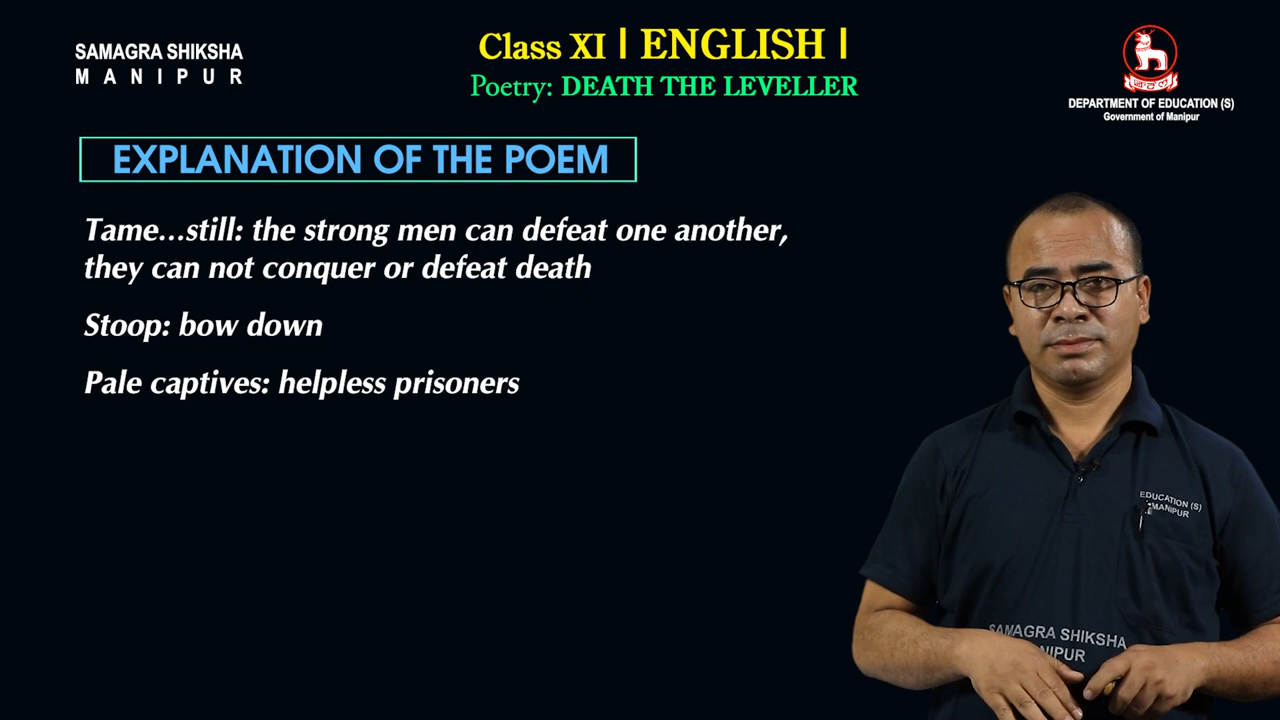 SAMAGRA SHIKSHA
MANIPUR
Class XI | ENGLISH |
Poetry: DEATH THE LEVELLER
DEPARTMENT OF EDUCATION (S)
Government of Manipur
EXPLANATION OF THE POEM
Tame...still: the strong men can defeat one another,
they can not conquer or defeat death
Stoop: bow down
Pale captives: helpless prisoners
EDUCATION (S)
MANIPUR
SAMAGRA SHIKSHA
MANIPUR